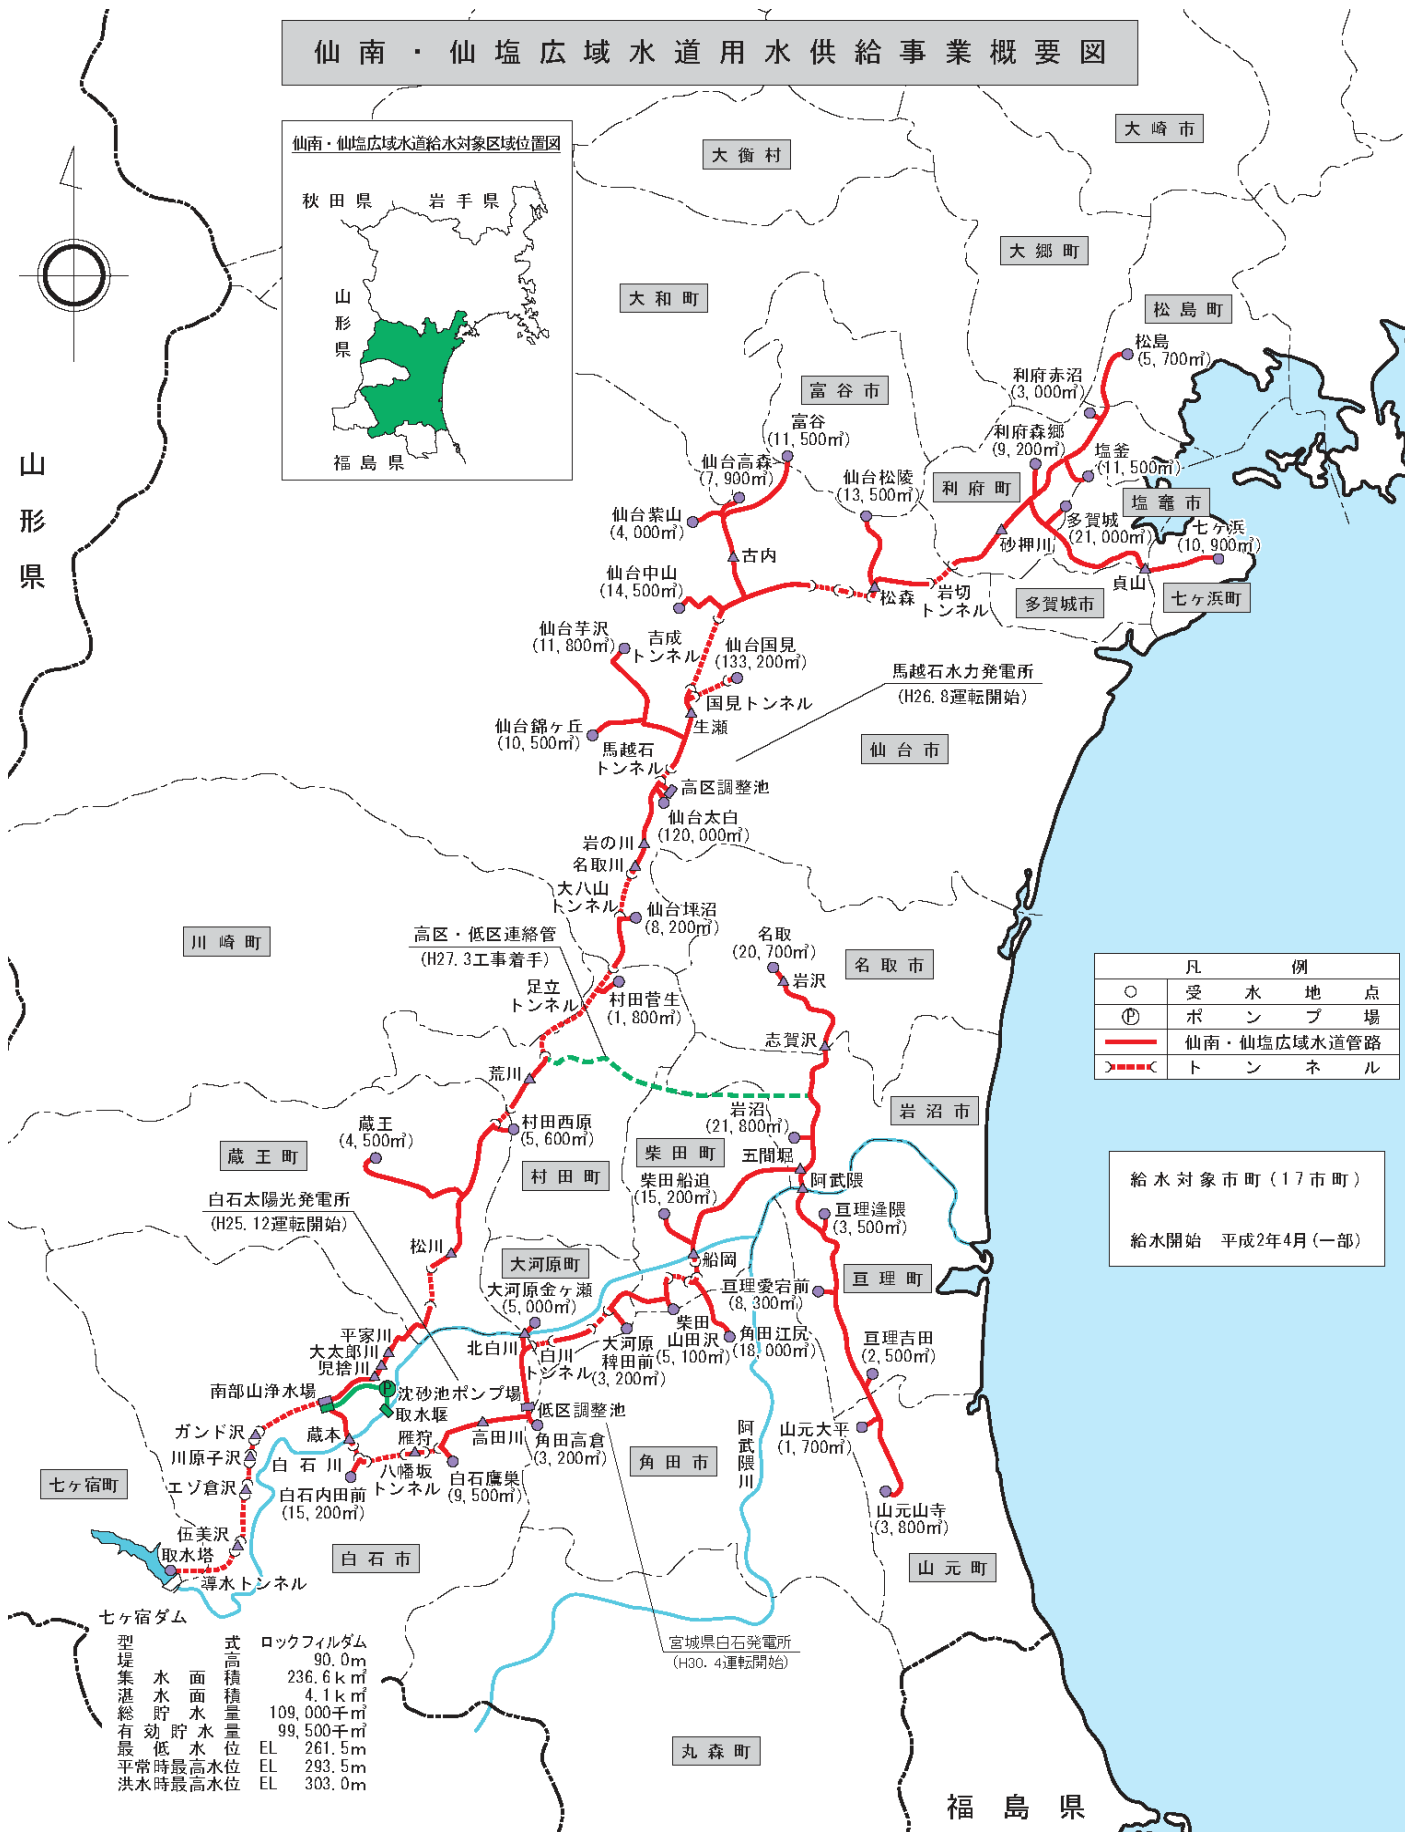 仙南・仙塩広域水道用水供給事業概要図
仙南・仙塩広域水道給水対象区域位置図
秋田県
岩手県
山形県
福島県
山形県
大崎市
大衡村
大郷町
大和町
松島町
松島
(5,700㎥)
利府赤沼
(3,000㎥)
富谷市
富谷
(11,500㎥)
利府森郷
(9,200㎥)
塩釜
(11,500㎥)
仙台高森
(7,900㎥)
仙台松陵
(13,500㎥)
利府町
塩竈市
仙台紫山
(4,000㎥)
多賀城
(21,000㎥)
七ヶ浜
(10,900㎥)
砂押川
古内
仙台中山
(14,500㎥)
松森
岩切
トンネル
貞山
多賀城市
七ヶ浜町
仙台芋沢
(11,800㎥)
吉成
トンネル
仙台国見
(133,200㎥)
馬越石水力発電所
(H26.8運転開始)
国見トンネル
生瀬
仙台錦ヶ丘
(10,500㎥)
仙台市
馬越石
トンネル
高区調整池
仙台太白
(120,000㎥)
岩の川
名取川
大八山
トンネル
仙台坪沼
(8,200㎥)
川崎町
高区・低区連絡管
(H27.3工事着手)
名取
(20,700㎥)
岩沢
名取市
足立
トンネル
村田菅生
(1,800㎥)
志賀沢
荒川
凡例
受水地点
Ⓟ ポンプ場
仙南・仙塩広域水道管路
トンネル
岩沼市
蔵王
(4,500㎥)
村田西原
(5,600㎥)
岩沼
(21,800㎥)
蔵王町
柴田町
五間堀
村田町
柴田船迫
(15,200㎥)
阿武隈
給水対象市町(17市町)
給水開始 平成2年4月(一部)
白石太陽光発電所
(H25.12運転開始)
亘理逢隈
(3,500㎥)
松川
船岡
大河原町
亘理町
大河原金ヶ瀬
(5,000㎥)
亘理愛宕前
(8,300㎥)
平家川
大太郎川
児捨川
北白川
白川
トンネル
大河原
稗田前
(3,200㎥)
柴田
山田沢
(5,100㎥)
角田江尻
(18,000㎥)
亘理吉田
(2,500㎥)
南部山浄水場
P
沈砂池ポンプ場
取水堰
低区調整池
ガンド沢
蔵本
雁狩
高田川
角田高倉
(3,200㎥)
山元大平
(1,700㎥)
阿武隈川
角田市
川原子沢
白石川
八幡坂
トンネル
白石鷹巣
(9,500㎥)
七ヶ宿町
エゾ倉沢
白石内田前
(15,200㎥)
山元山寺
(3,800㎥)
伍美沢
取水塔
白石市
山元町
導水トンネル
七ヶ宿ダム
型式 ロックフィルダム
堤高 90.0m
集水面積 236.6k㎡
湛水面積 4.1k㎡
総貯水量 109,000千㎥
有効貯水量 99,500千㎥
最低水位 EL 261.5m
平常時最高水位 EL 293.5m
洪水時最高水位 EL 303.0m
宮城県白石発電所
(H30.4運転開始)
丸森町
福島県